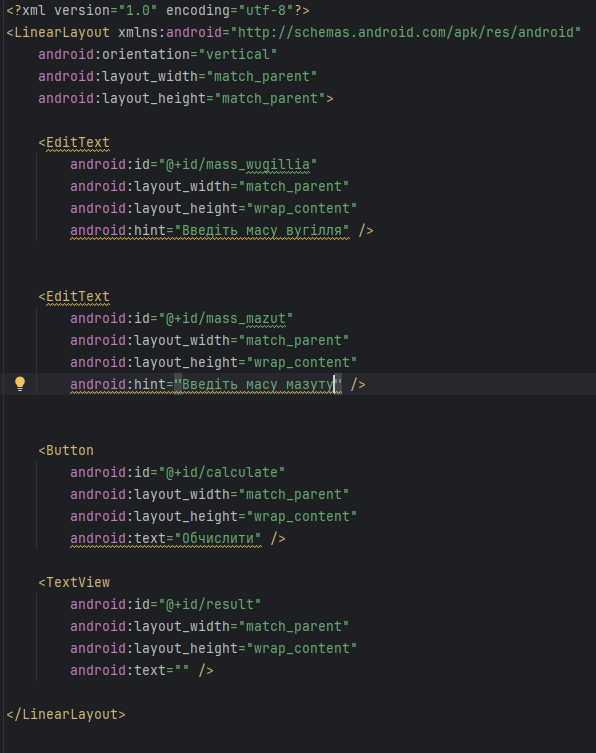 <?xml version="1.0" encoding="utf-8"?>
<LinearLayout xmlns:android="http://schemas.android.com/apk/res/android"
    android:orientation="vertical"
    android:layout_width="match_parent"
    android:layout_height="match_parent">

    <EditText
        android:id="@+id/mass_wugillia"
        android:layout_width="match_parent"
        android:layout_height="wrap_content"
        android:hint="Введіть масу вугілля" />


    <EditText
        android:id="@+id/mass_mazut"
        android:layout_width="match_parent"
        android:layout_height="wrap_content"
        android:hint="Введіть масу мазуту" />


    <Button
        android:id="@+id/calculate"
        android:layout_width="match_parent"
        android:layout_height="wrap_content"
        android:text="Обчислити" />

    <TextView
        android:id="@+id/result"
        android:layout_width="match_parent"
        android:layout_height="wrap_content"
        android:text="" />

</LinearLayout>